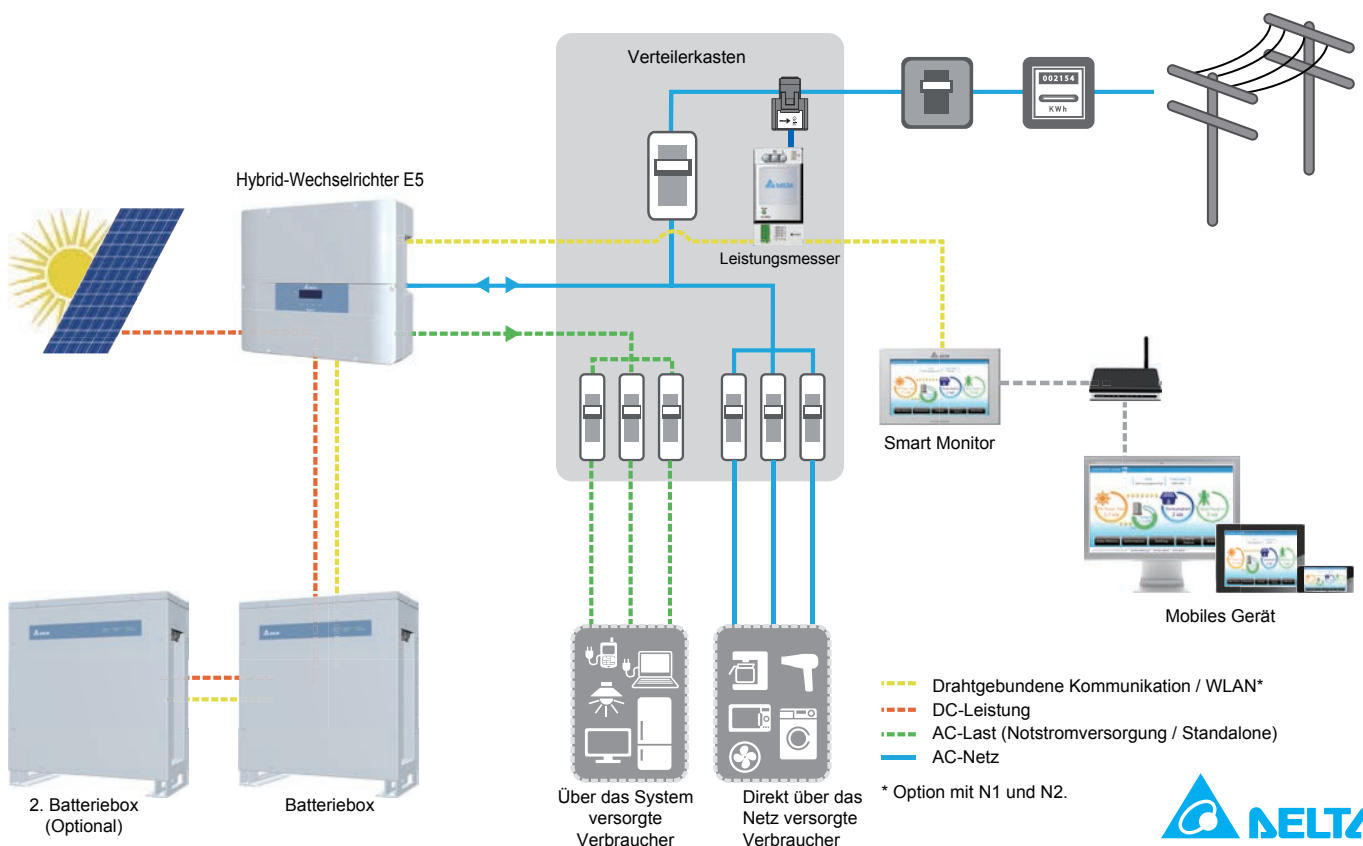 Verteilerkasten
002154
KWh
Hybrid-Wechselrichter E5
DELTA
Leistungsmesser
Smart Monitor
Mobiles Gerät
2. Batteriebox
(Optional)
Batteriebox
Über das System
versorgte
Verbraucher
Direkt über das
Netz versorgte
Verbraucher
Drahtgebundene Kommunikation / WLAN*
DC-Leistung
AC-Last (Notstromversorgung / Standalone)
AC-Netz
* Option mit N1 und N2.
DELTA